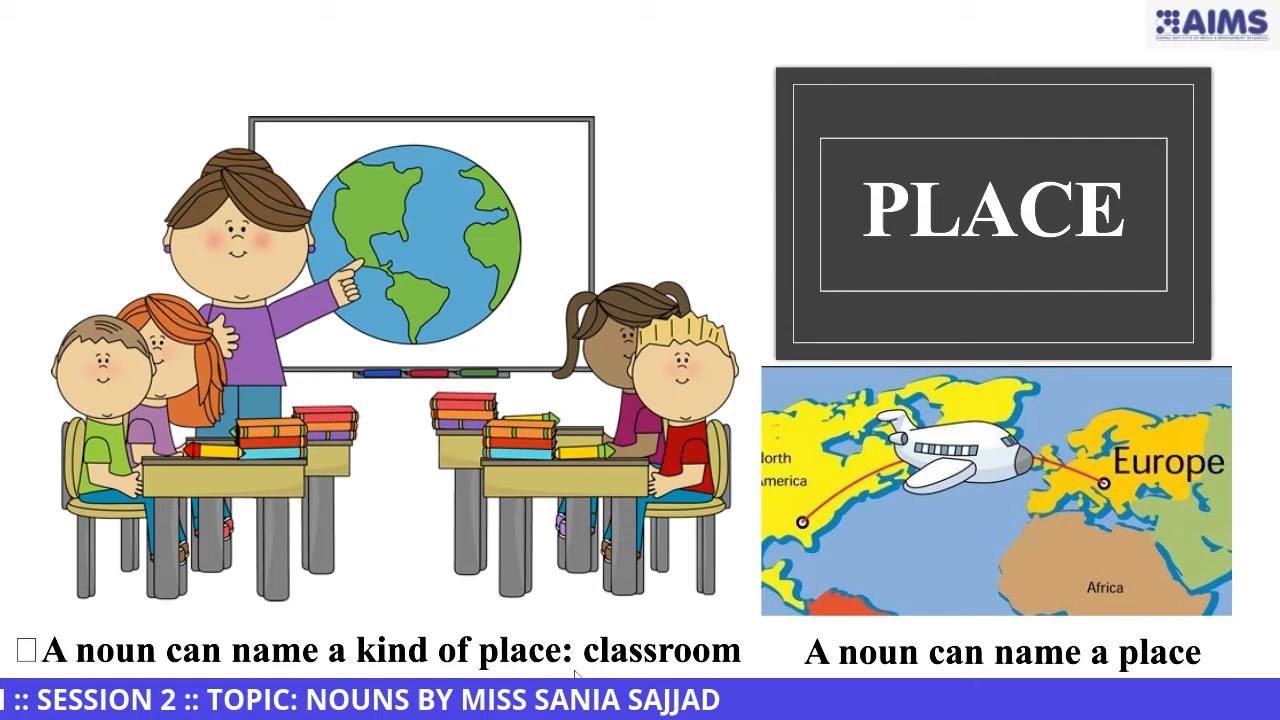 AIMS
PLACE
Europe
orth
merica
Africa
A noun can name a kind of place: classroom
A noun can name a place
:: SESSION 2 :: TOPIC: NOUNS BY MISS SANIA SAJJAD